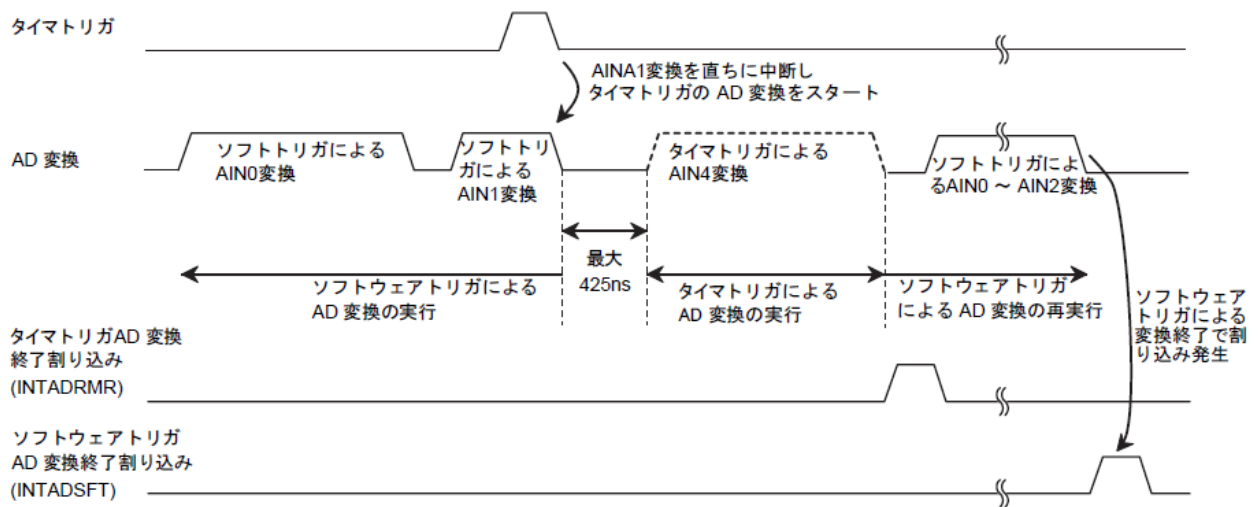 タイマトリガ
AINA1変換を直ちに中断し
タイマトリガの AD 変換をスタート
AD 変換
ソフトトリガによる
AIN0変換
ソフトトリ
ガによる
AIN1変換
タイマトリガによる
AIN4変換
ソフトトリガによ
るAIN0 ～ AIN2変換
最大
425ns
ソフトウェアトリガによる
AD 変換の実行
タイマトリガによる
AD 変換の実行
ソフトウェアトリガ
による AD 変換の再実行
ソフトウェア
トリガによる
変換終了で割
り込み発生
タイマトリガAD 変換
終了割り込み
(INTADRMR)
ソフトウェアトリガ
AD 変換終了割り込み
(INTADSFT)